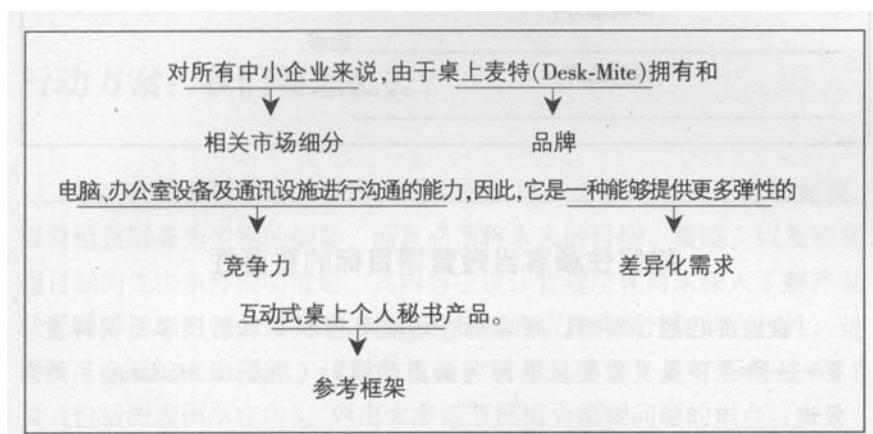 对所有中小企业来说,由于桌上麦特(Desk-Mite)拥有和
相关市场细分 品牌
电脑、办公室设备及通讯设施进行沟通的能力,因此,它是一种能够提供更多弹性的
竞争力 差异化需求
互动式桌上个人秘书产品。
参考框架